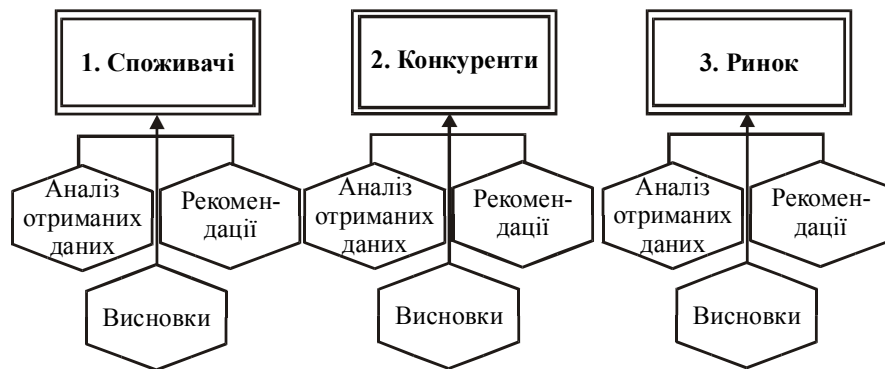 1. Споживачі
2. Конкуренти
3. Ринок
Аналіз
отриманих
даних
Рекомен-
дації
Аналіз
отриманих
даних
Рекомен-
дації
Аналіз
отриманих
даних
Рекомен-
дації
Висновки
Висновки
Висновки